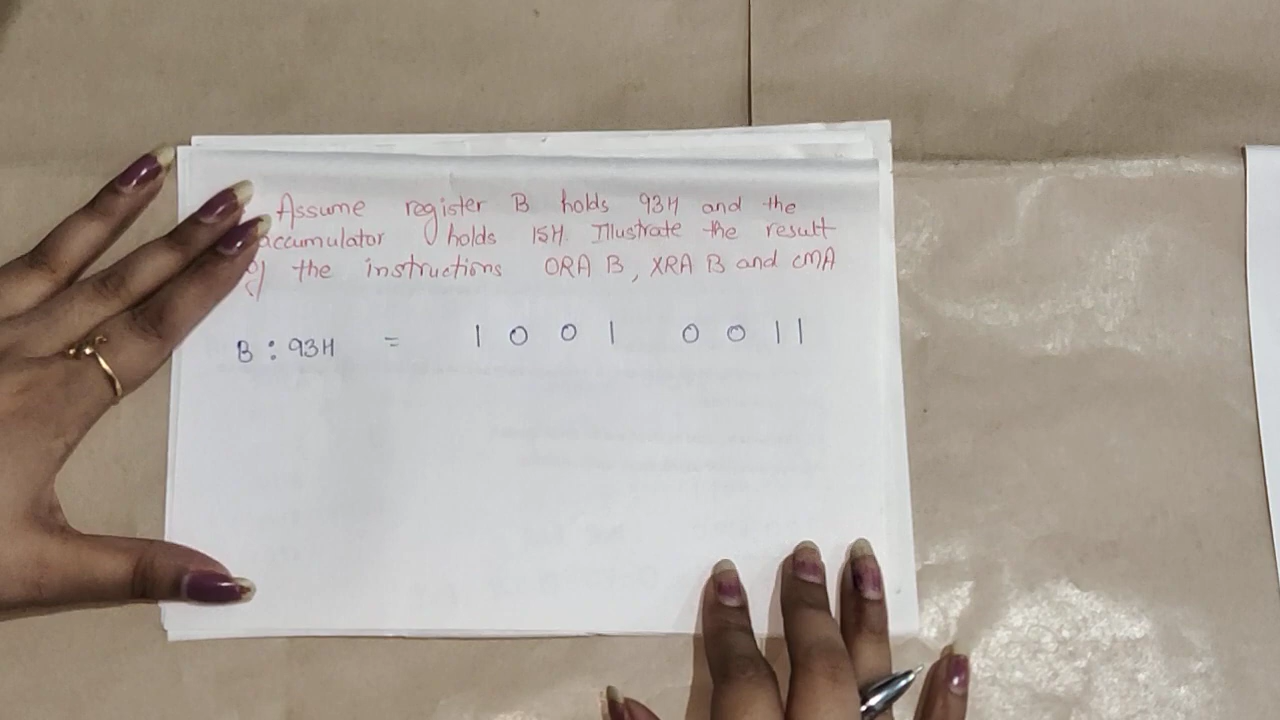 Assume register B holds 93H and the
accumulator holds 15H. Illustrate the result
of the instructions ORA B, XRA B and CMA
B : 93H = 1 0 0 1 0 0 1 1